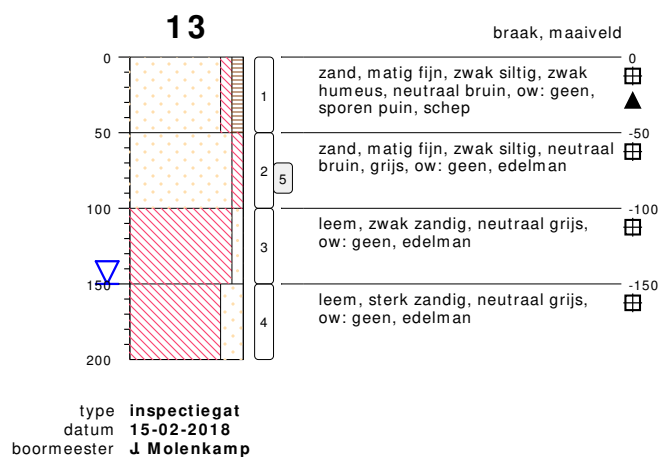 13
braak, maaiveld
0
0
zand, matig fijn, zwak siltig, zwak
humeus, neutraal bruin, ow: geen,
sporen puin, schep
1
50
-50
zand, matig fijn, zwak siltig, neutraal
bruin, grijs, ow: geen, edelman
2
5
100
-100
leem, zwak zandig, neutraal grijs,
ow: geen, edelman
3
150
-150
leem, sterk zandig, neutraal grijs,
ow: geen, edelman
4
200
type inspectiegat
datum 15-02-2018
boormeester J. Molenkamp